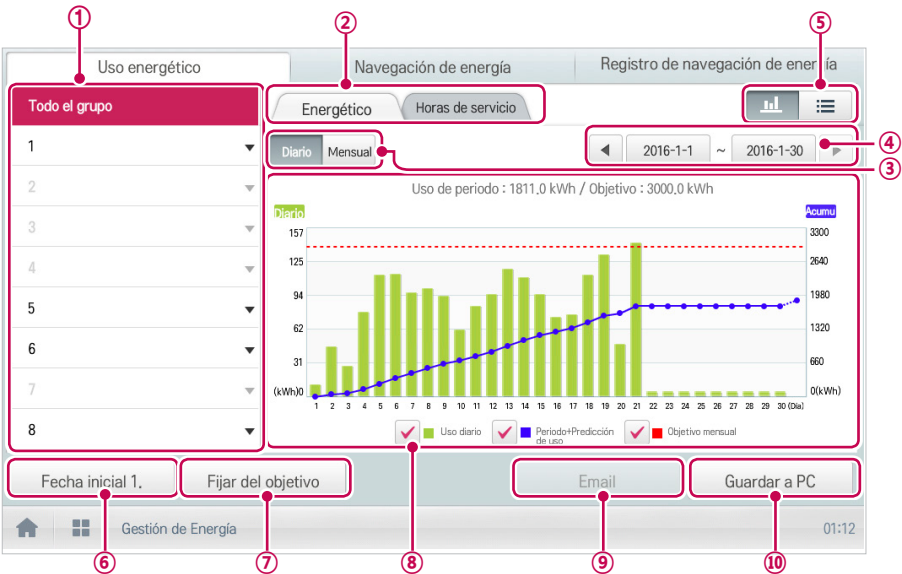 ① ② ⑤
Uso energético Navegación de energía Registro de navegación de energía
Todo el grupo
Energético Horas de servicio
1
Diario Mensual
2016-1-1 ~ 2016-1-30 ④
③
2
Uso de periodo : 1811.0 kWh / Objetivo : 3000.0 kWh
Diario Acumu
3
157 3300
4
125 2640
94 1980
5
62 1320
6
31 660
7
(kWh)0 0(kWh)
1 2 3 4 5 6 7 8 9 10 11 12 13 14 15 16 17 18 19 20 21 22 23 24 25 26 27 28 29 30 (Día)
8
Uso diario Periodo+Predicción de uso Objetivo mensual
Fecha inicial 1. Fijar del objetivo Email Guardar a PC
Gestión de Energía 01:12
⑥ ⑦ ⑧ ⑨ ⑩